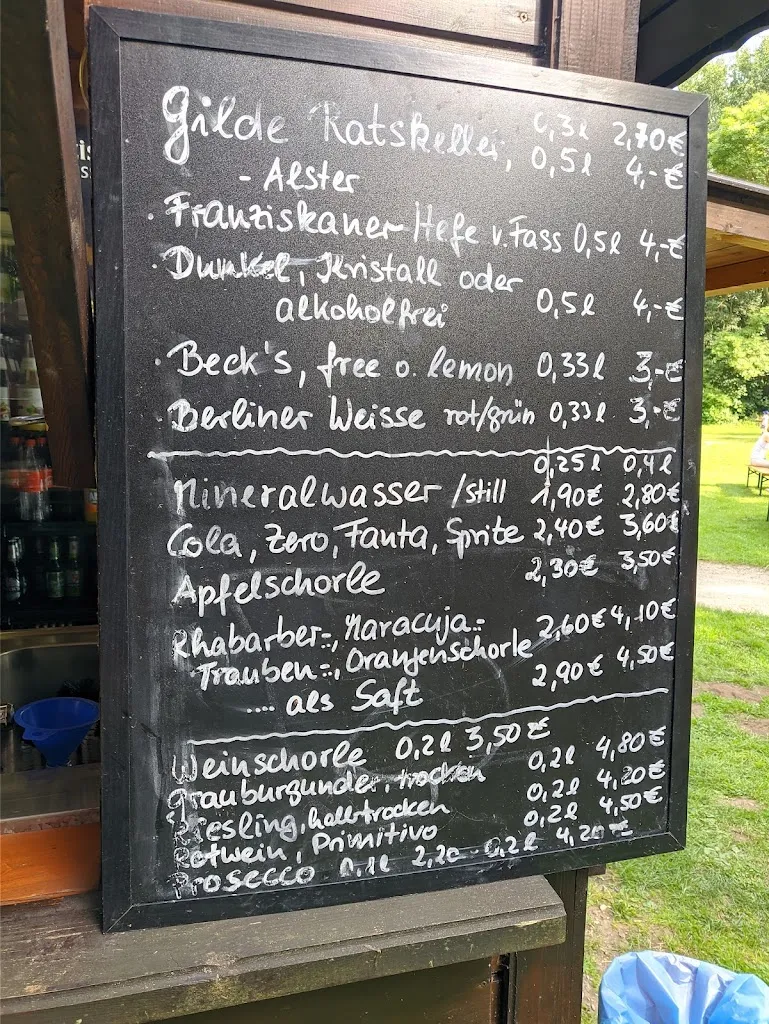 Gilde Ratskeller, 0,3l 2,70€
0,5l 4,-€
- Alster
· Franziskaner Hefe v. Fass 0,5l 4,-€
· Dunkel, Kristall oder
alkoholfrei 0,5l 4,-€
· Beck's, free o. lemon 0,33l 3,-€
· Berliner Weisse rot/grün 0,33l 3,-€
0,25l 0,4l
Mineralwasser /still 1,90€ 2,80€
Cola, Zero, Fanta, Sprite 2,40€ 3,60€
Apfelschorle 2,30€ 3,50€
Rhabarber-, Maracuja-
Trauben-, Orangenschorle 2,60€ 4,10€
.... als Saft 2,90€ 4,50€
Weinschorle 0,2l 3,50€
Grauburgunder, trocken 0,2l 4,80€
Riesling, halbtrocken 0,2l 4,20€
Rotwein, Primitivo 0,2l 4,50€
Prosecco 0,1l 2,20 - 0,2l 4,20€